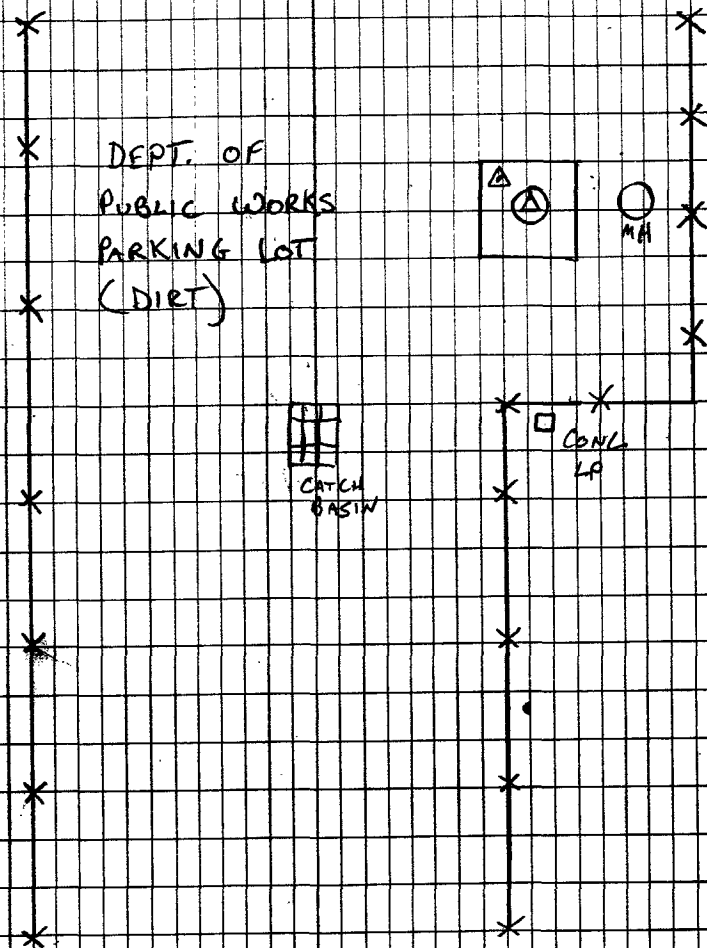 DEPT. OF
PUBLIC WORKS
PARKING LOT
(DIRT)
MH
CONC
LP
CATCH
BASIN